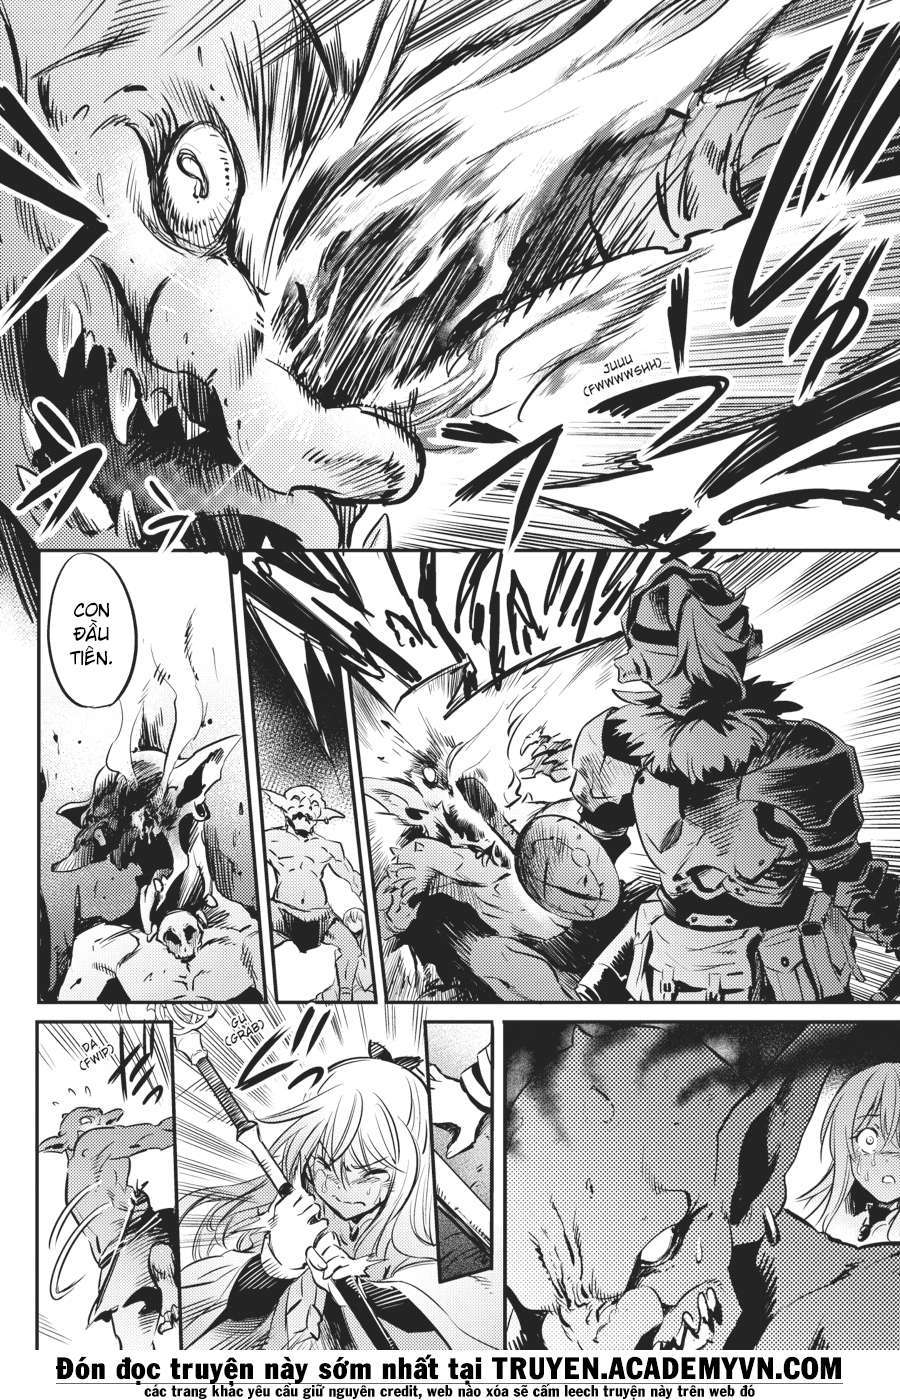 JUUU
(FWWWWSHH)
CON
ĐẦU
TIÊN.
DA
(FWIP)
GU
(GRAB)
Đón đọc truyện này sớm nhất tại TRUYEN.ACADEMYVN.COM
các trang khác yêu cầu giữ nguyên credit, web nào xóa sẽ cấm leech truyện này trên web đó